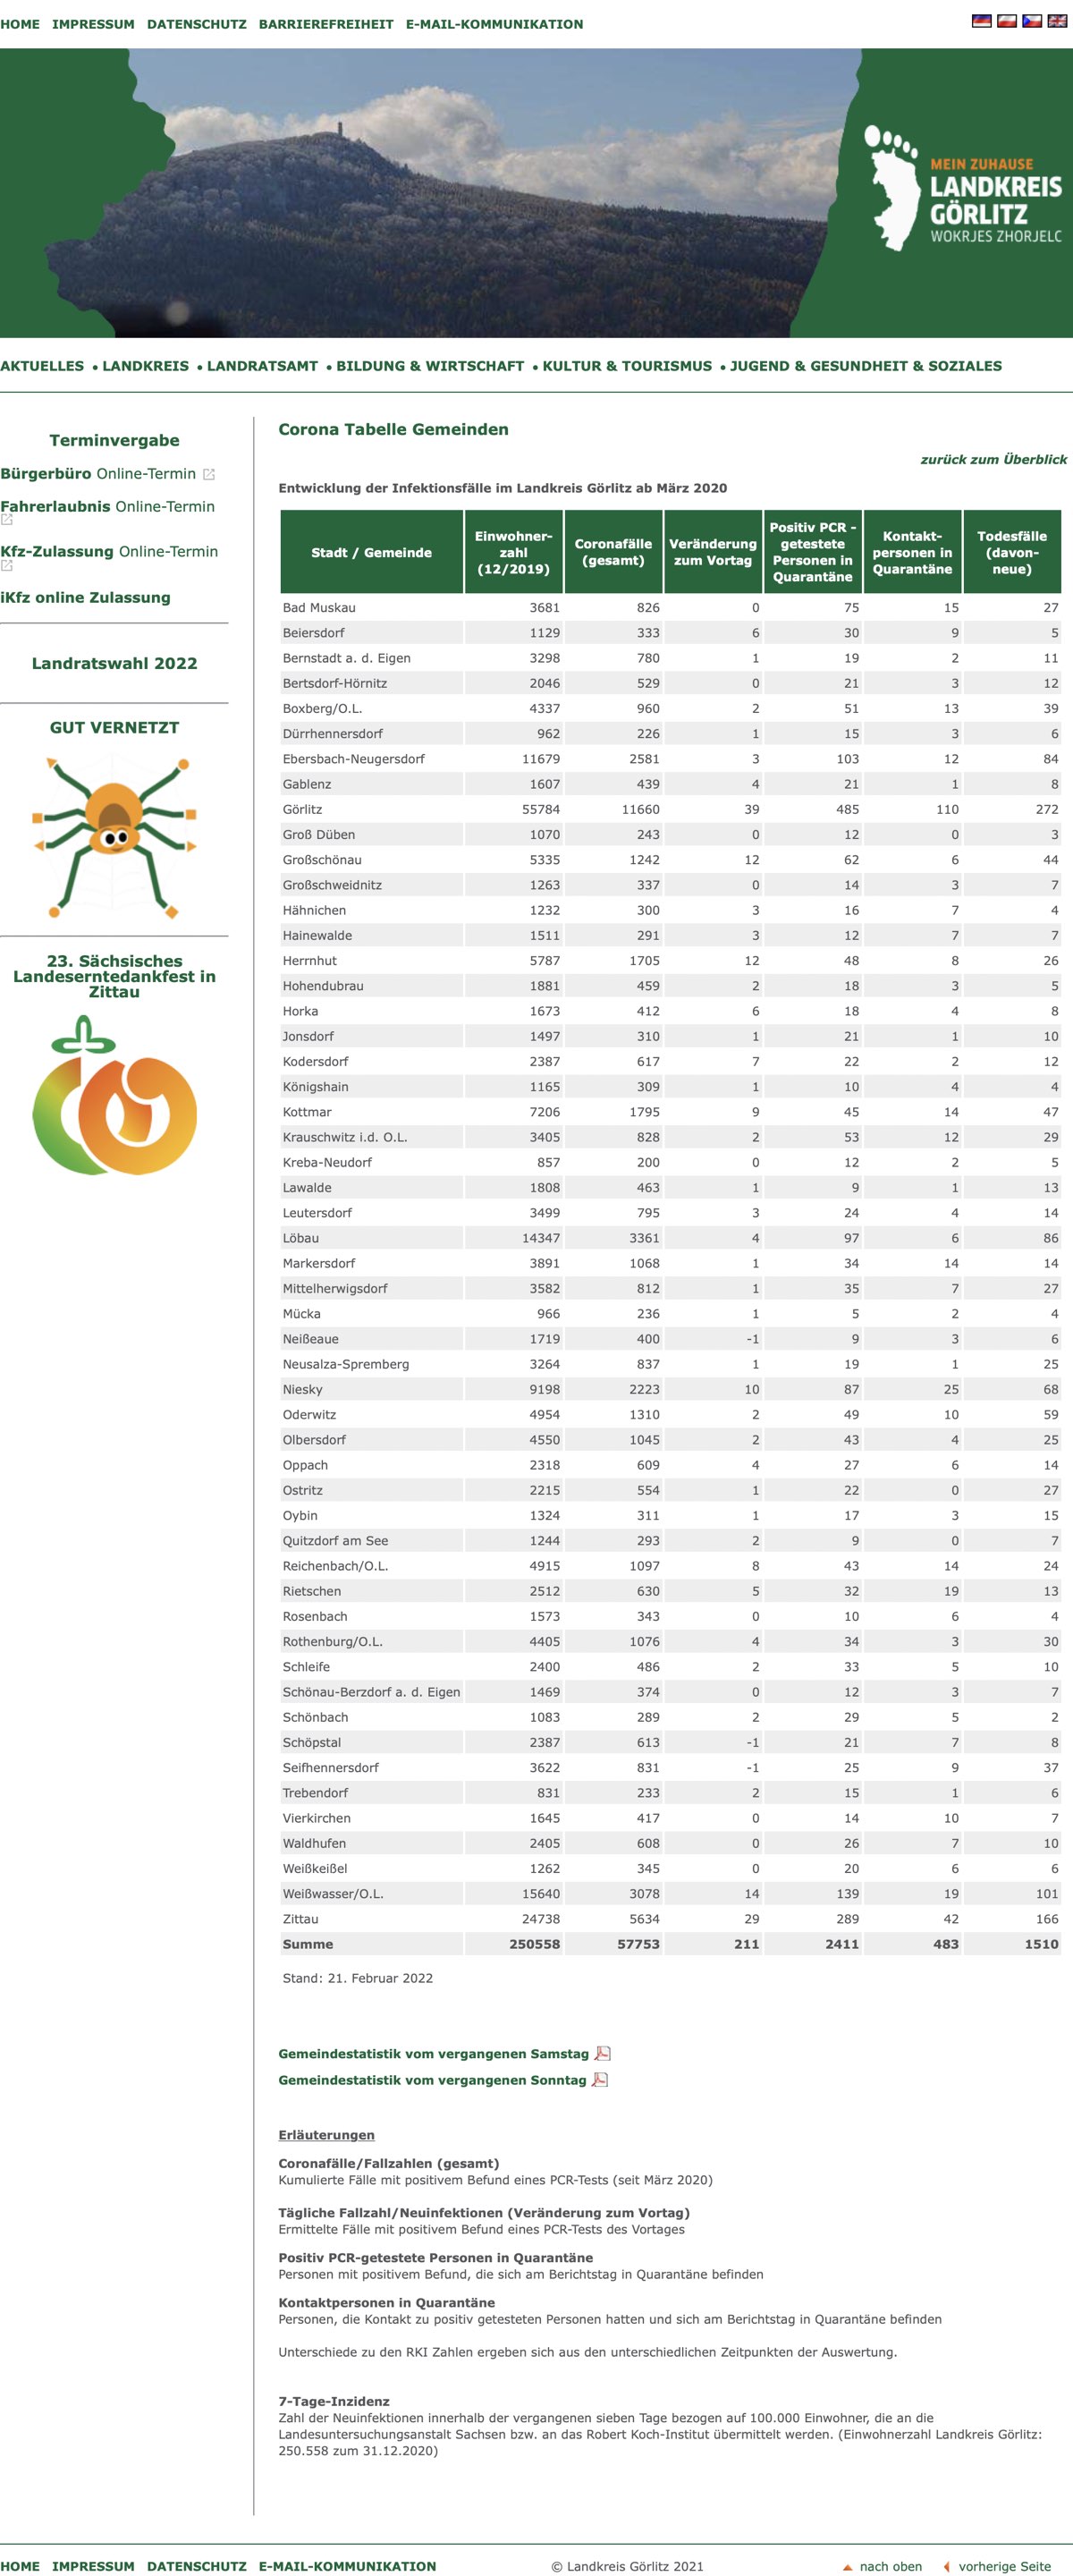 HOME IMPRESSUM DATENSCHUTZ BARRIEREFREIHEIT E-MAIL-KOMMUNIKATION
MEIN ZUHAUSE
LANDKREIS
GÖRLITZ
WOKRJES ZHORJELC
AKTUELLES • LANDKREIS • LANDRATSAMT • BILDUNG & WIRTSCHAFT • KULTUR & TOURISMUS • JUGEND & GESUNDHEIT & SOZIALES
Terminvergabe
Bürgerbüro Online-Termin
Fahrerlaubnis Online-Termin
Kfz-Zulassung Online-Termin
iKfz online Zulassung
Landratswahl 2022
GUT VERNETZT
23. Sächsisches
Landeserntedankfest in
Zittau
Corona Tabelle Gemeinden
zurück zum Überblick
Entwicklung der Infektionsfälle im Landkreis Görlitz ab März 2020
Stadt / Gemeinde
Einwohner-
zahl
(12/2019)
Coronafälle
(gesamt)
Veränderung
zum Vortag
Positiv PCR -
getestete
Personen in
Quarantäne
Kontakt-
personen in
Quarantäne
Todesfälle
(davon-
neue)
Bad Muskau 3681 826 0 75 15 27
Beiersdorf 1129 333 6 30 9 5
Bernstadt a. d. Eigen 3298 780 1 19 2 11
Bertsdorf-Hörnitz 2046 529 0 21 3 12
Boxberg/O.L. 4337 960 2 51 13 39
Dürrhennersdorf 962 226 1 15 3 6
Ebersbach-Neugersdorf 11679 2581 3 103 12 84
Gablenz 1607 439 4 21 1 8
Görlitz 55784 11660 39 485 110 272
Groß Düben 1070 243 0 12 0 3
Großschönau 5335 1242 12 62 6 44
Großschweidnitz 1263 337 0 14 3 7
Hähnichen 1232 300 3 16 7 4
Hainewalde 1511 291 3 12 7 7
Herrnhut 5787 1705 12 48 8 26
Hohendubrau 1881 459 2 18 3 5
Horka 1673 412 6 18 4 8
Jonsdorf 1497 310 1 21 1 10
Kodersdorf 2387 617 7 22 2 12
Königshain 1165 309 1 10 4 4
Kottmar 7206 1795 9 45 14 47
Krauschwitz i.d. O.L. 3405 828 2 53 12 29
Kreba-Neudorf 857 200 0 12 2 5
Lawalde 1808 463 1 9 1 13
Leutersdorf 3499 795 3 24 4 14
Löbau 14347 3361 4 97 6 86
Markersdorf 3891 1068 1 34 14 14
Mittelherwigsdorf 3582 812 1 35 7 27
Mücka 966 236 1 5 2 4
Neißeaue 1719 400 -1 9 3 6
Neusalza-Spremberg 3264 837 1 19 1 25
Niesky 9198 2223 10 87 25 68
Oderwitz 4954 1310 2 49 10 59
Olbersdorf 4550 1045 2 43 4 25
Oppach 2318 609 4 27 6 14
Ostritz 2215 554 1 22 0 27
Oybin 1324 311 1 17 3 15
Quitzdorf am See 1244 293 2 9 0 7
Reichenbach/O.L. 4915 1097 8 43 14 24
Rietschen 2512 630 5 32 19 13
Rosenbach 1573 343 0 10 6 4
Rothenburg/O.L. 4405 1076 4 34 3 30
Schleife 2400 486 2 33 5 10
Schönau-Berzdorf a. d. Eigen 1469 374 0 12 3 7
Schönbach 1083 289 2 29 5 2
Schöpstal 2387 613 -1 21 7 8
Seifhennersdorf 3622 831 -1 25 9 37
Trebendorf 831 233 2 15 1 6
Vierkirchen 1645 417 0 14 10 7
Waldhufen 2405 608 0 26 7 10
Weißkeißel 1262 345 0 20 6 6
Weißwasser/O.L. 15640 3078 14 139 19 101
Zittau 24738 5634 29 289 42 166
Summe 250558 57753 211 2411 483 1510
Stand: 21. Februar 2022
Gemeindestatistik vom vergangenen Samstag
Gemeindestatistik vom vergangenen Sonntag
Erläuterungen
Coronafälle/Fallzahlen (gesamt)
Kumulierte Fälle mit positivem Befund eines PCR-Tests (seit März 2020)
Tägliche Fallzahl/Neuinfektionen (Veränderung zum Vortag)
Ermittelte Fälle mit positivem Befund eines PCR-Tests des Vortages
Positiv PCR-getestete Personen in Quarantäne
Personen mit positivem Befund, die sich am Berichtstag in Quarantäne befinden
Kontaktpersonen in Quarantäne
Personen, die Kontakt zu positiv getesteten Personen hatten und sich am Berichtstag in Quarantäne befinden
Unterschiede zu den RKI Zahlen ergeben sich aus den unterschiedlichen Zeitpunkten der Auswertung.
7-Tage-Inzidenz
Zahl der Neuinfektionen innerhalb der vergangenen sieben Tage bezogen auf 100.000 Einwohner, die an die
Landesuntersuchungsanstalt Sachsen bzw. an das Robert Koch-Institut übermittelt werden. (Einwohnerzahl Landkreis Görlitz:
250.558 zum 31.12.2020)
HOME IMPRESSUM DATENSCHUTZ E-MAIL-KOMMUNIKATION
© Landkreis Görlitz 2021
nach oben
vorherige Seite